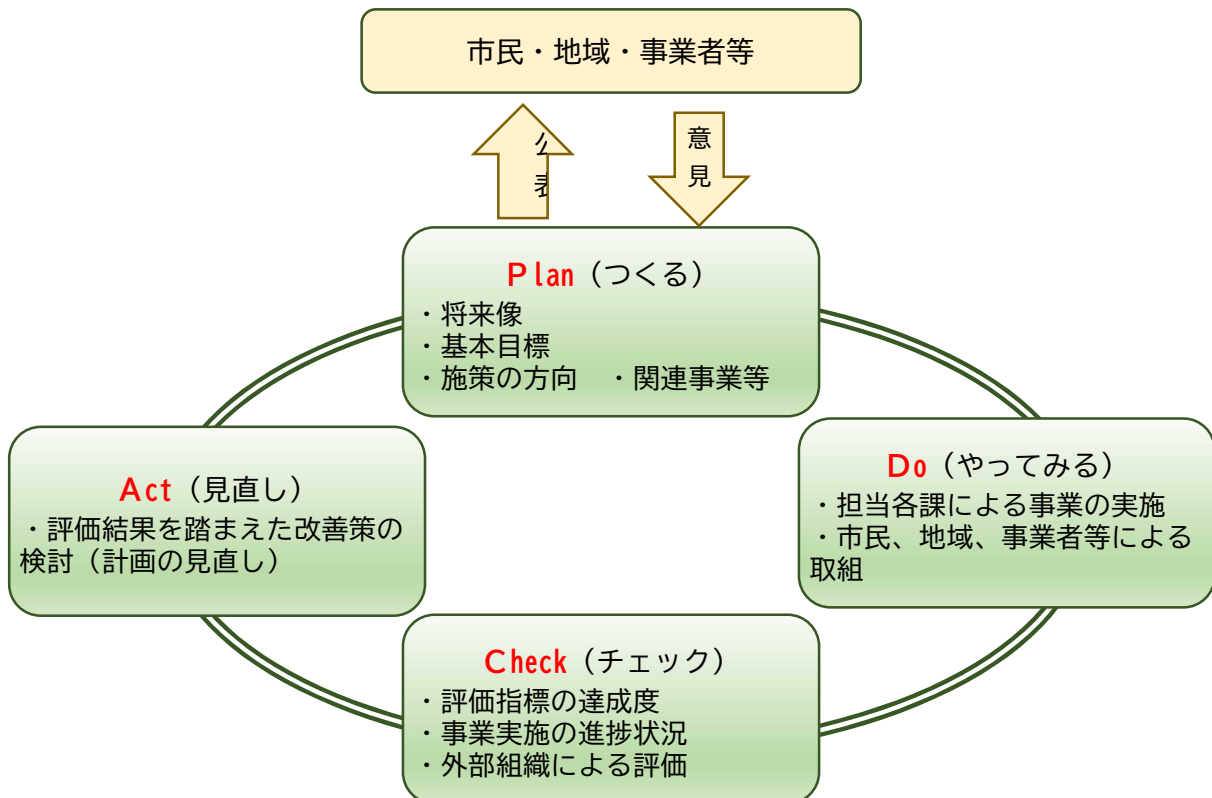 市民・地域・事業者等
公表
意見
Plan（つくる）
・将来像
・基本目標
・施策の方向　・関連事業等
Act（見直し）
・評価結果を踏まえた改善策の
検討（計画の見直し）
Do（やってみる）
・担当各課による事業の実施
・市民、地域、事業者等による
取組
Check（チェック）
・評価指標の達成度
・事業実施の進捗状況
・外部組織による評価